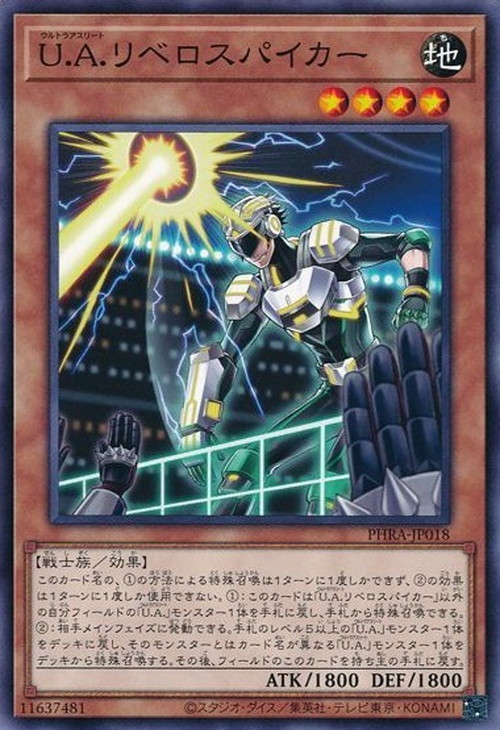 ウルトラアスリート
U.A.リベロスパイカー
地
PHRA-JP018
【戦士族/効果】
このカード名の、①の方法による特殊召喚は1ターンに1度しかできず、②の効果
は1ターンに1度しか使用できない。①:このカードは「U.A.リベロスパイカー」以外
の自分フィールドの「U.A.」モンスター1体を手札に戻し、手札から特殊召喚できる。
②:相手メインフェイズに発動できる。手札のレベル5以上の「U.A.」モンスター1体
をデッキに戻し、そのモンスターとはカード名が異なる「U.A.」モンスター1体を
デッキから特殊召喚する。その後、フィールドのこのカードを持ち主の手札に戻す。
ATK/1800 DEF/1800
11637481
©スタジオ・ダイス/集英社・テレビ東京・KONAMI